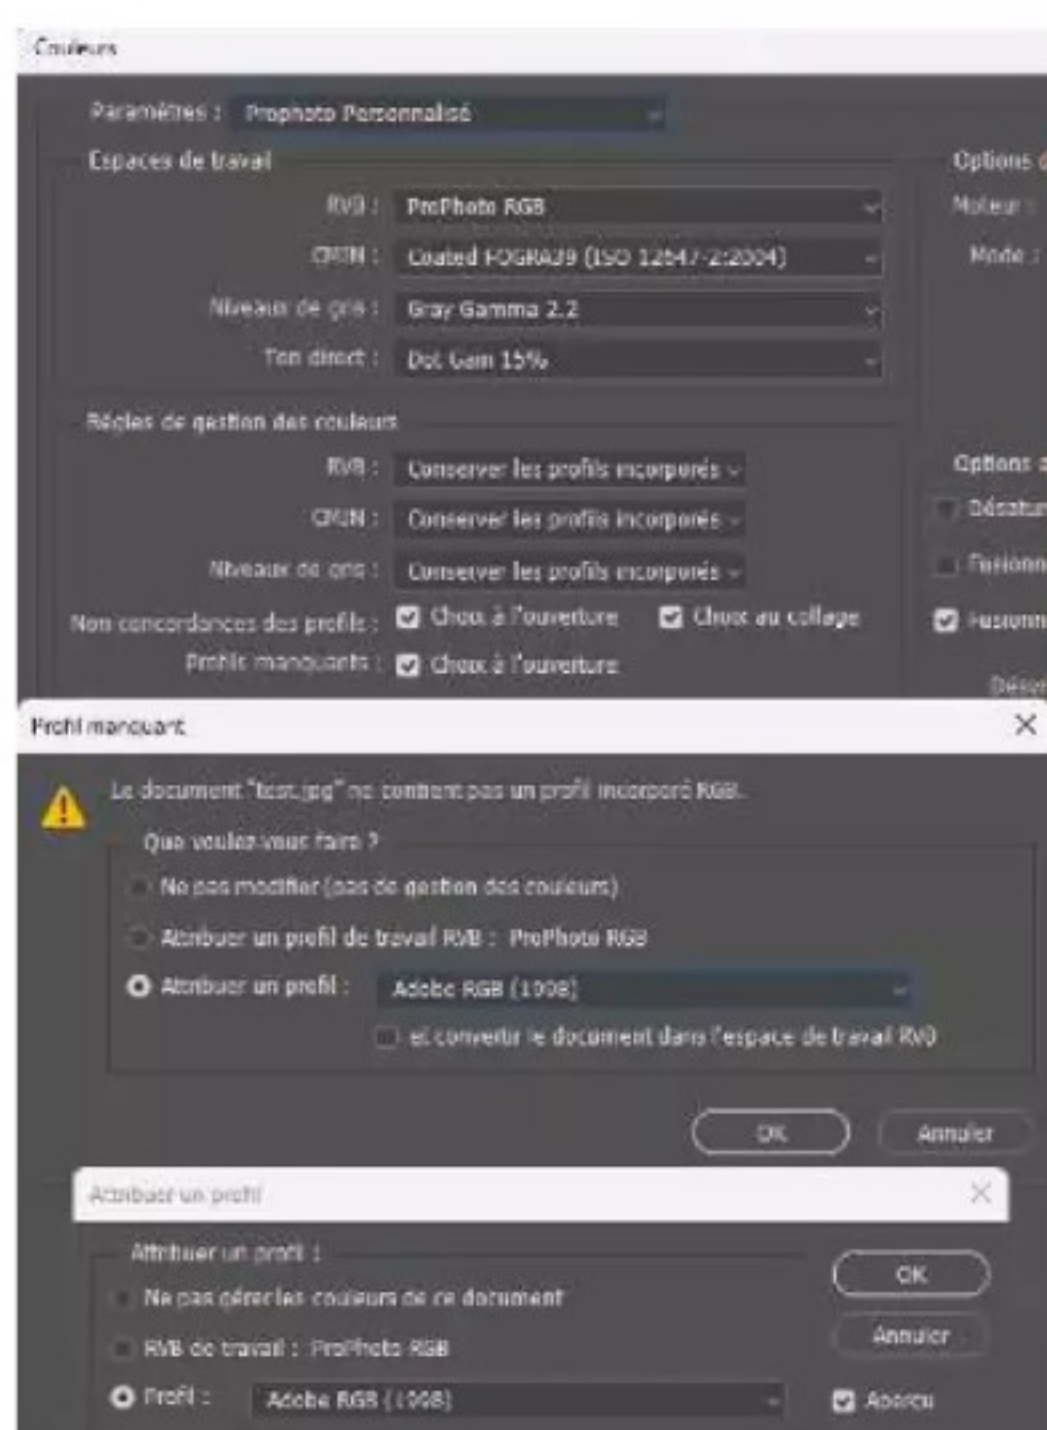 Couleurs
Paramètres : Prophoto Personnalisé
Espaces de travail
Options
RVB : ProPhoto RGB
Moteur :
CMJN : Coated FOGRA39 (ISO 12647-2:2004)
Mode :
Niveaux de gris : Gray Gamma 2.2
Ton direct : Dot Gain 15%
Règles de gestion des couleurs
RVB : Conserver les profils incorporés
Options
CMJN : Conserver les profils incorporés
Désatur
Niveaux de gris : Conserver les profils incorporés
Fusionn
Non concordances des profils : Choix à l'ouverture Choix au collage
Fusionn
Profils manquants : Choix à l'ouverture
Profil manquant
Le document "test.jpg" ne contient pas un profil incorporé RGB.
Que voulez-vous faire ?
Ne pas modifier (pas de gestion des couleurs)
Attribuer un profil de travail RVB : ProPhoto RGB
Attribuer un profil : Adobe RGB (1998)
et convertir le document dans l'espace de travail RVB
OK Annuler
Attribuer un profil
Attribuer un profil :
OK
Ne pas gérer les couleurs de ce document
Annuler
RVB de travail : ProPhoto RGB
Profil : Adobe RGB (1998)
Aperçu